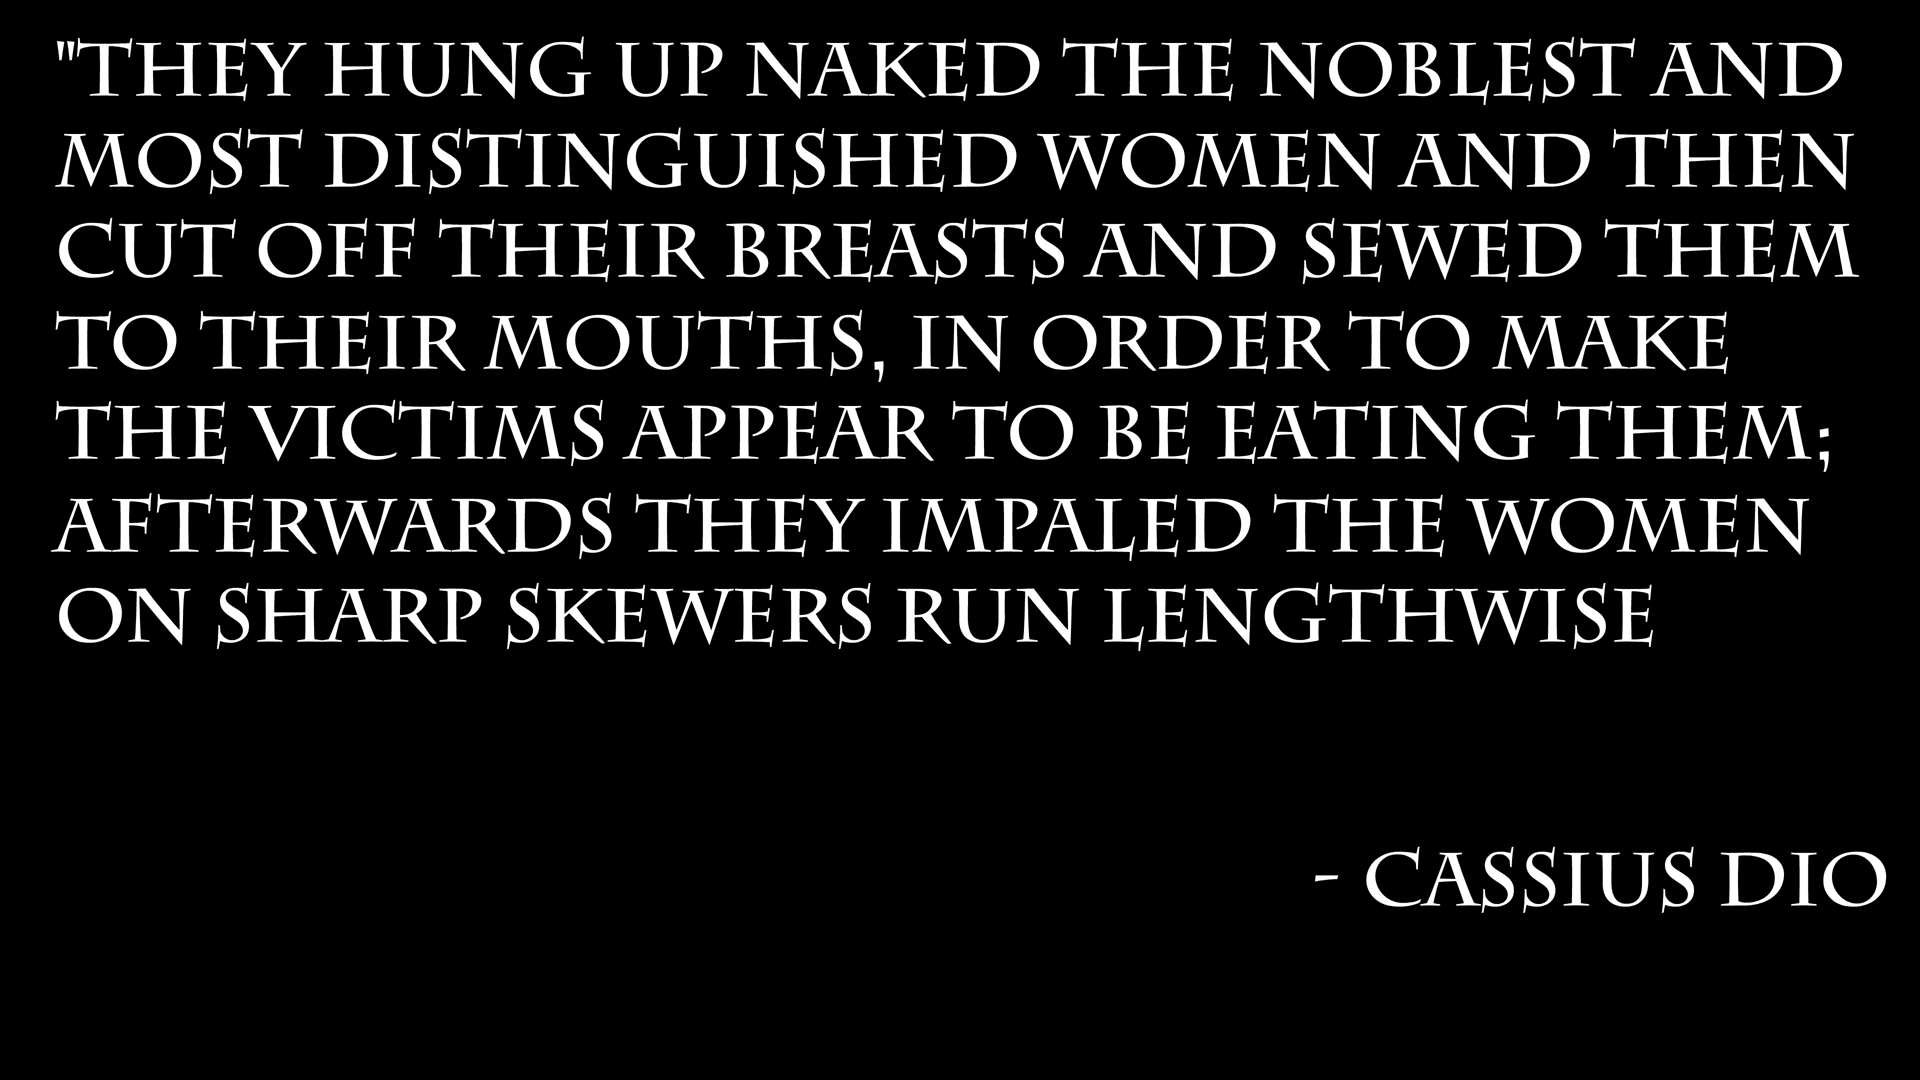 "THEY HUNG UP NAKED THE NOBLEST AND
MOST DISTINGUISHED WOMEN AND THEN
CUT OFF THEIR BREASTS AND SEWED THEM
TO THEIR MOUTHS, IN ORDER TO MAKE
THE VICTIMS APPEAR TO BE EATING THEM;
AFTERWARDS THEY IMPALED THE WOMEN
ON SHARP SKEWERS RUN LENGTHWISE
- CASSIUS DIO